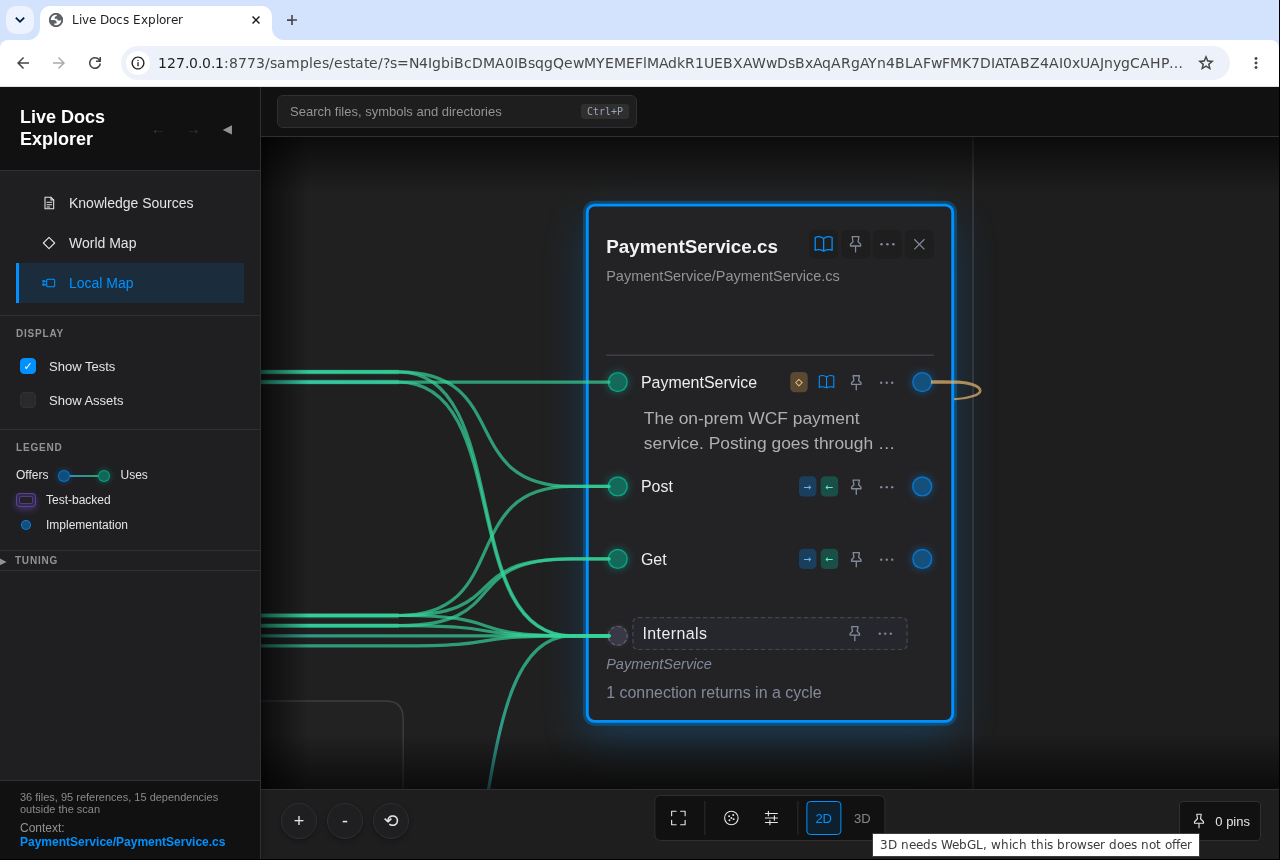 Live Docs Explorer
127.0.0.1:8773/samples/estate/?s=N4IgbiBcDMA0IBsqgQewMYEMEFlMAdkR1UEBXAWwDsBxAqARgAYn4BLAFwFMK7DIATABZ4AI0xUAJnygCAHP...
Live Docs
Explorer
Search files, symbols and directories
Ctrl+P
Knowledge Sources
World Map
Local Map
DISPLAY
Show Tests
Show Assets
LEGEND
Offers
Uses
Test-backed
Implementation
TUNING
36 files, 95 references, 15 dependencies
outside the scan
Context:
PaymentService/PaymentService.cs
PaymentService.cs
PaymentService/PaymentService.cs
PaymentService
The on-prem WCF payment
service. Posting goes through …
Post
Get
Internals
PaymentService
1 connection returns in a cycle
+
-
2D
3D
0 pins
3D needs WebGL, which this browser does not offer